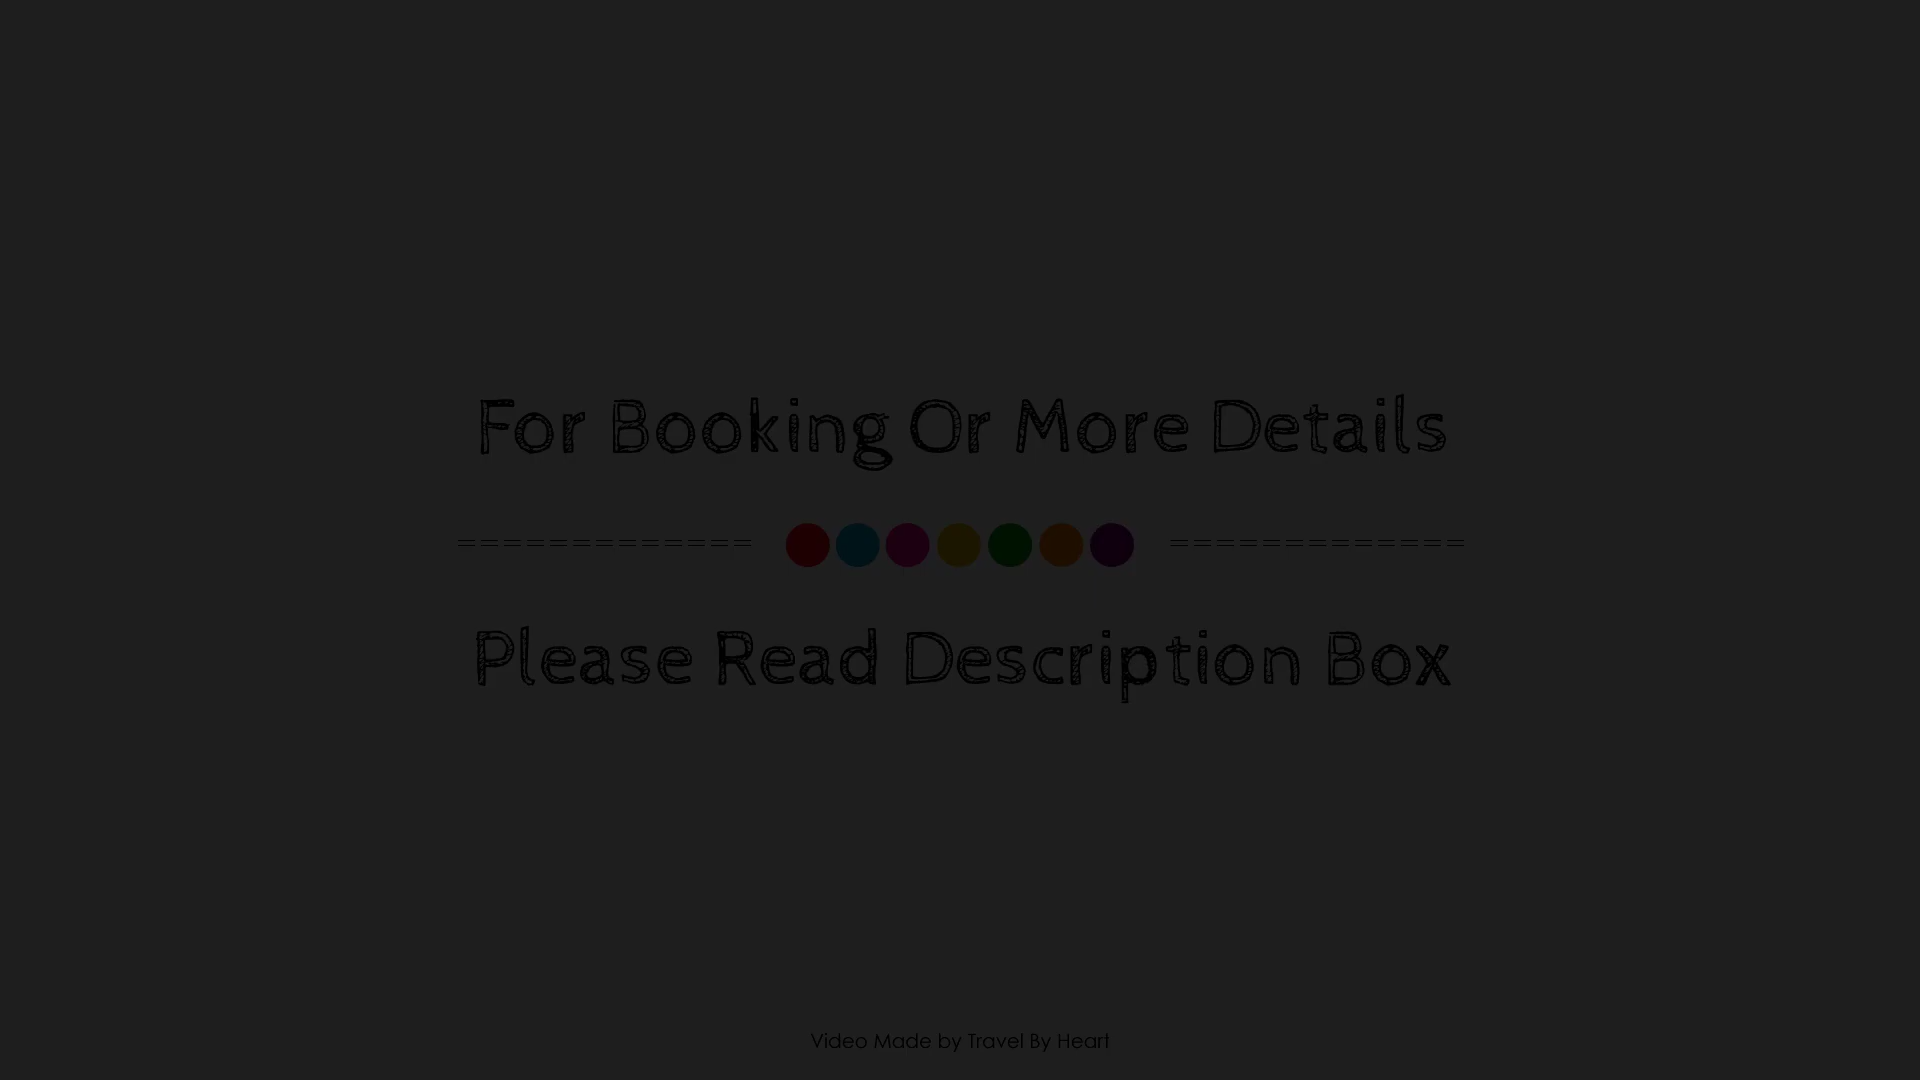 For Booking Or More Details
============= =============
Please Read Description Box
Video Made by Travel By Heart